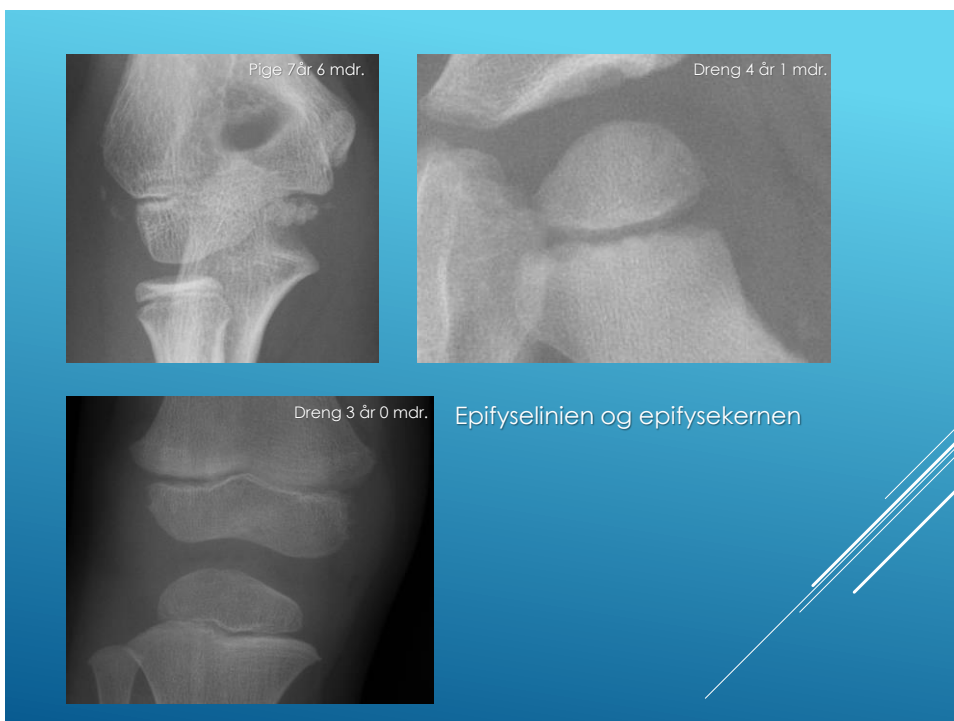 Pige 7år 6 mdr.
Dreng 4 år 1 mdr.
Dreng 3 år 0 mdr.
Epifyselinien og epifysekernen